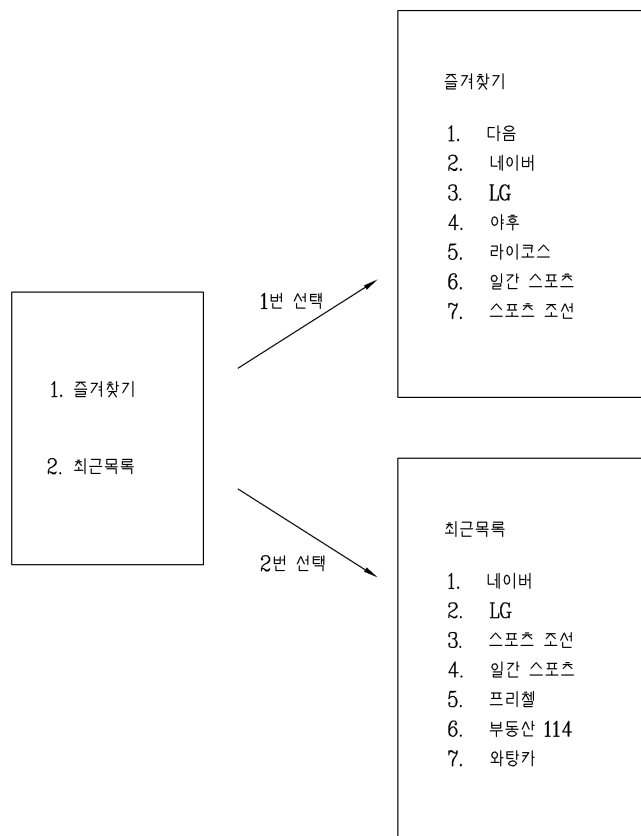 1. 즐겨찾기
2. 최근목록
1번 선택
2번 선택
즐겨찾기
1. 다음
2. 네이버
3. LG
4. 야후
5. 라이코스
6. 일간 스포츠
7. 스포츠 조선
최근목록
1. 네이버
2. LG
3. 스포츠 조선
4. 일간 스포츠
5. 프리첼
6. 부동산 114
7. 와탕카